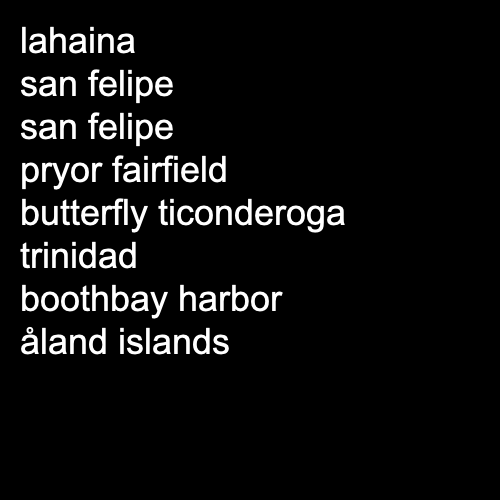 lahaina
san felipe
san felipe
pryor fairfield
butterfly ticonderoga
trinidad
boothbay harbor
åland islands